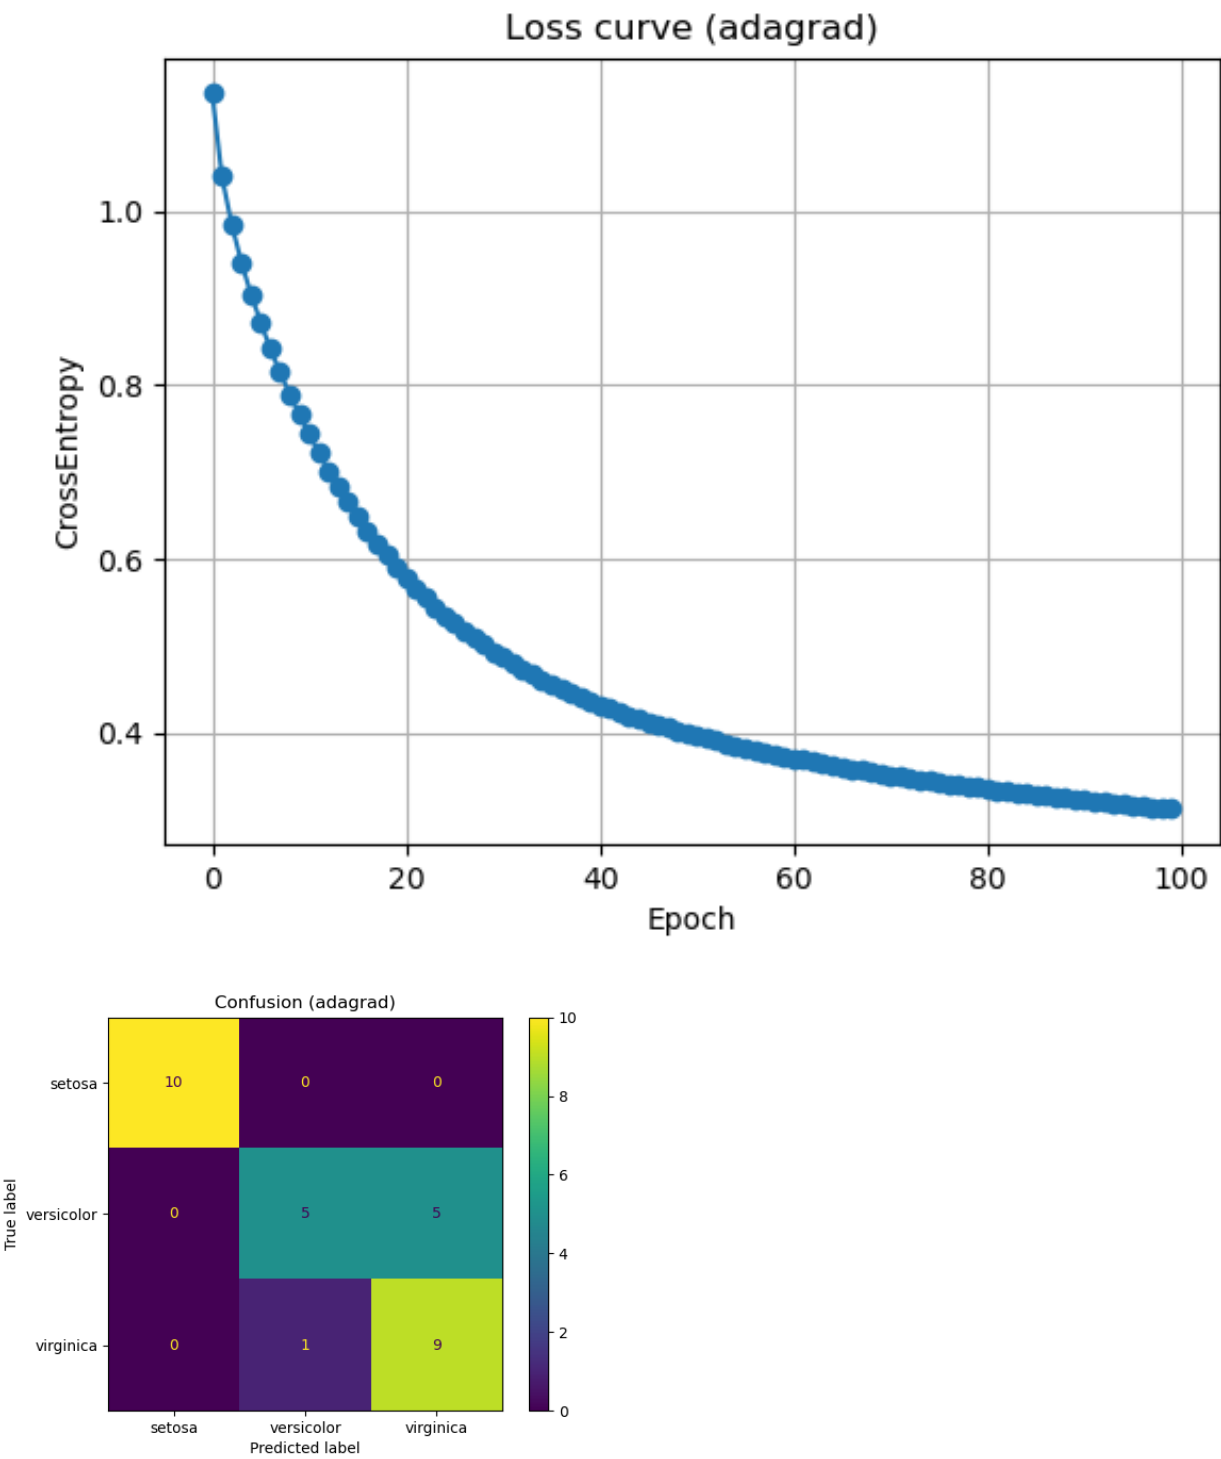 Loss curve (adagrad)
1.0
0.8
0.6
0.4
CrossEntropy
0 20 40 60 80 100
Epoch
Confusion (adagrad)
10
8
6
4
2
0
setosa 10 0 0
versicolor 0 5 5
virginica 0 1 9
True label
setosa versicolor virginica
Predicted label